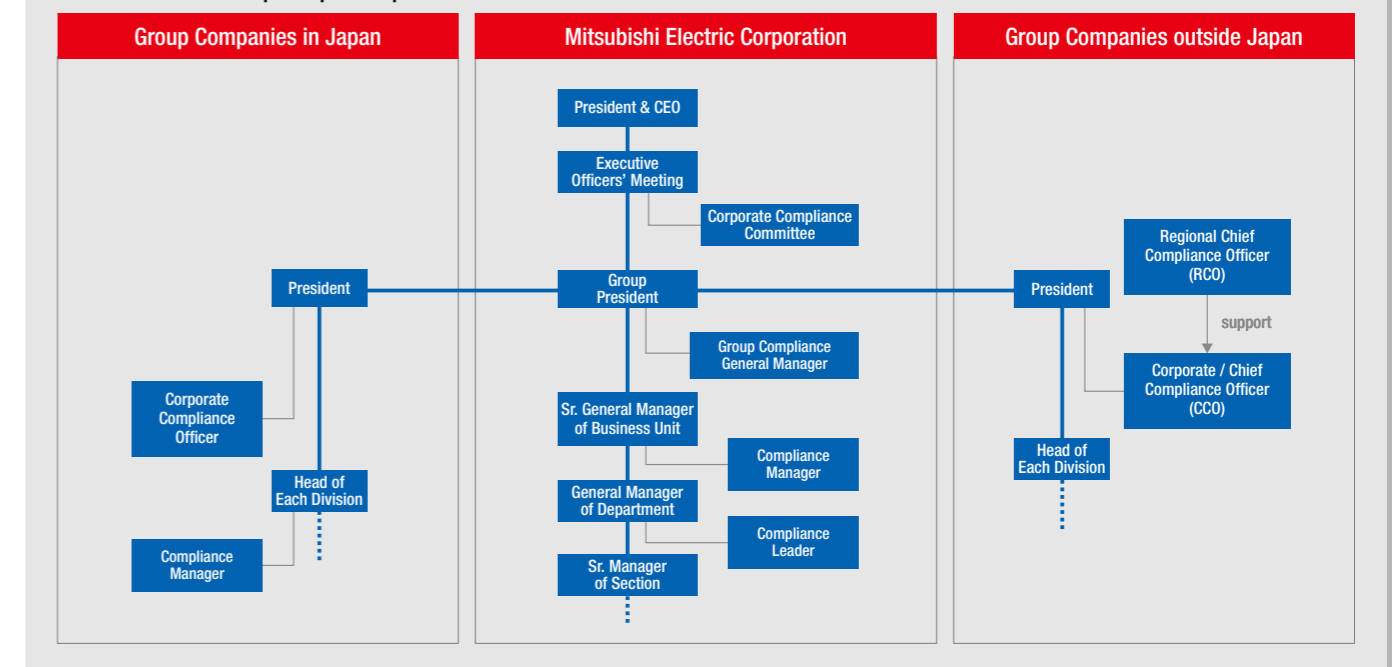 Group Companies in Japan
Mitsubishi Electric Corporation
Group Companies outside Japan
President
Corporate
Compliance
Officer
Head of
Each Division
Compliance
Manager
President & CEO
Executive
Officers’ Meeting
Corporate Compliance
Committee
Group
President
Group Compliance
General Manager
Sr. General Manager
of Business Unit
Compliance
Manager
General Manager
of Department
Compliance
Leader
Sr. Manager
of Section
Regional Chief
Compliance Officer
(RCO)
President
support
Corporate / Chief
Compliance Officer
(CCO)
Head of
Each Division